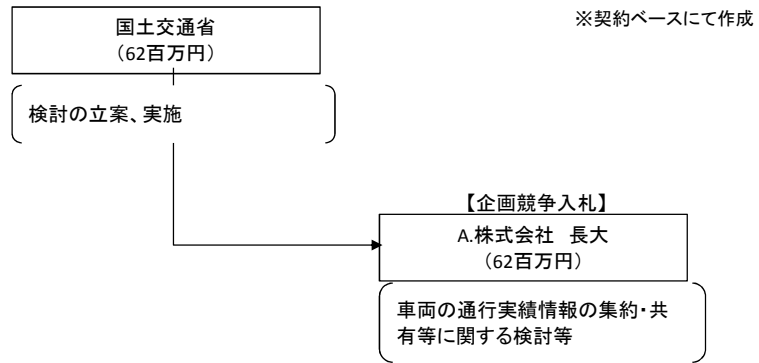 ※契約ベースにて作成
国土交通省
（62百万円）
検討の立案、実施
【企画競争入札】
A.株式会社　長大
（62百万円）
車両の通行実績情報の集約・共
有等に関する検討等